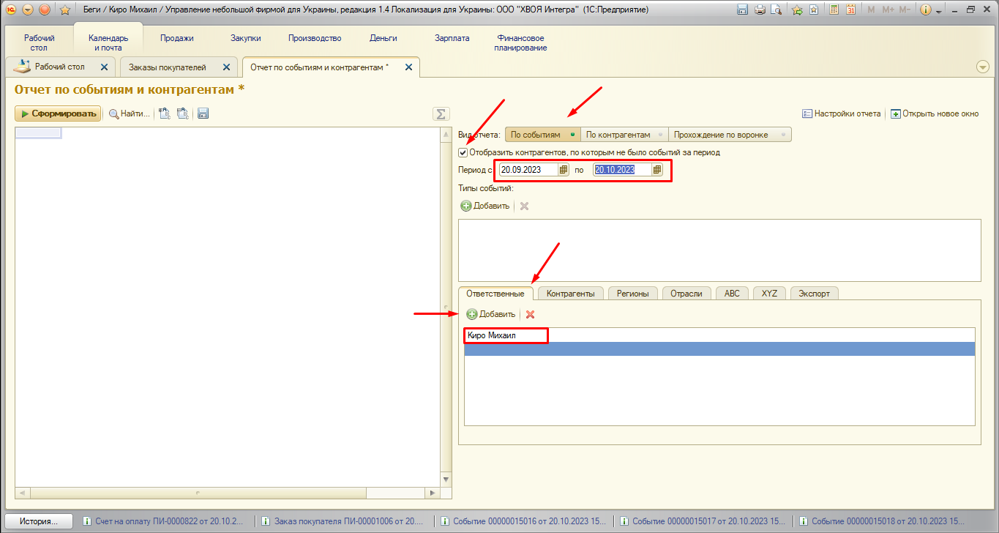 Беги / Киро Михаил / Управление небольшой фирмой для Украины, редакция 1.4 Локализация для Украины: ООО "ХВОЯ Интегра" (1С:Предприятие)
M M+ M-
Рабочий стол
Календарь и почта
Продажи
Закупки
Производство
Деньги
Зарплата
Финансовое планирование
Рабочий стол
Заказы покупателей
Отчет по событиям и контрагентам *
Отчет по событиям и контрагентам *
Сформировать
Найти...
Σ
Настройки отчета
Открыть новое окно
Вид отчета: По событиям По контрагентам Прохождение по воронке
Отобразить контрагентов, по которым не было событий за период
Период с 20.09.2023 по 20.10.2023
Типы событий:
Добавить
Ответственные Контрагенты Регионы Отрасли ABC XYZ Экспорт
Добавить
Киро Михаил
История...
Счет на оплату ПИ-0000822 от 20.10.2...
Заказ покупателя ПИ-00001006 от 20....
Событие 00000015016 от 20.10.2023 15...
Событие 00000015017 от 20.10.2023 15...
Событие 00000015018 от 20.10.2023 15...